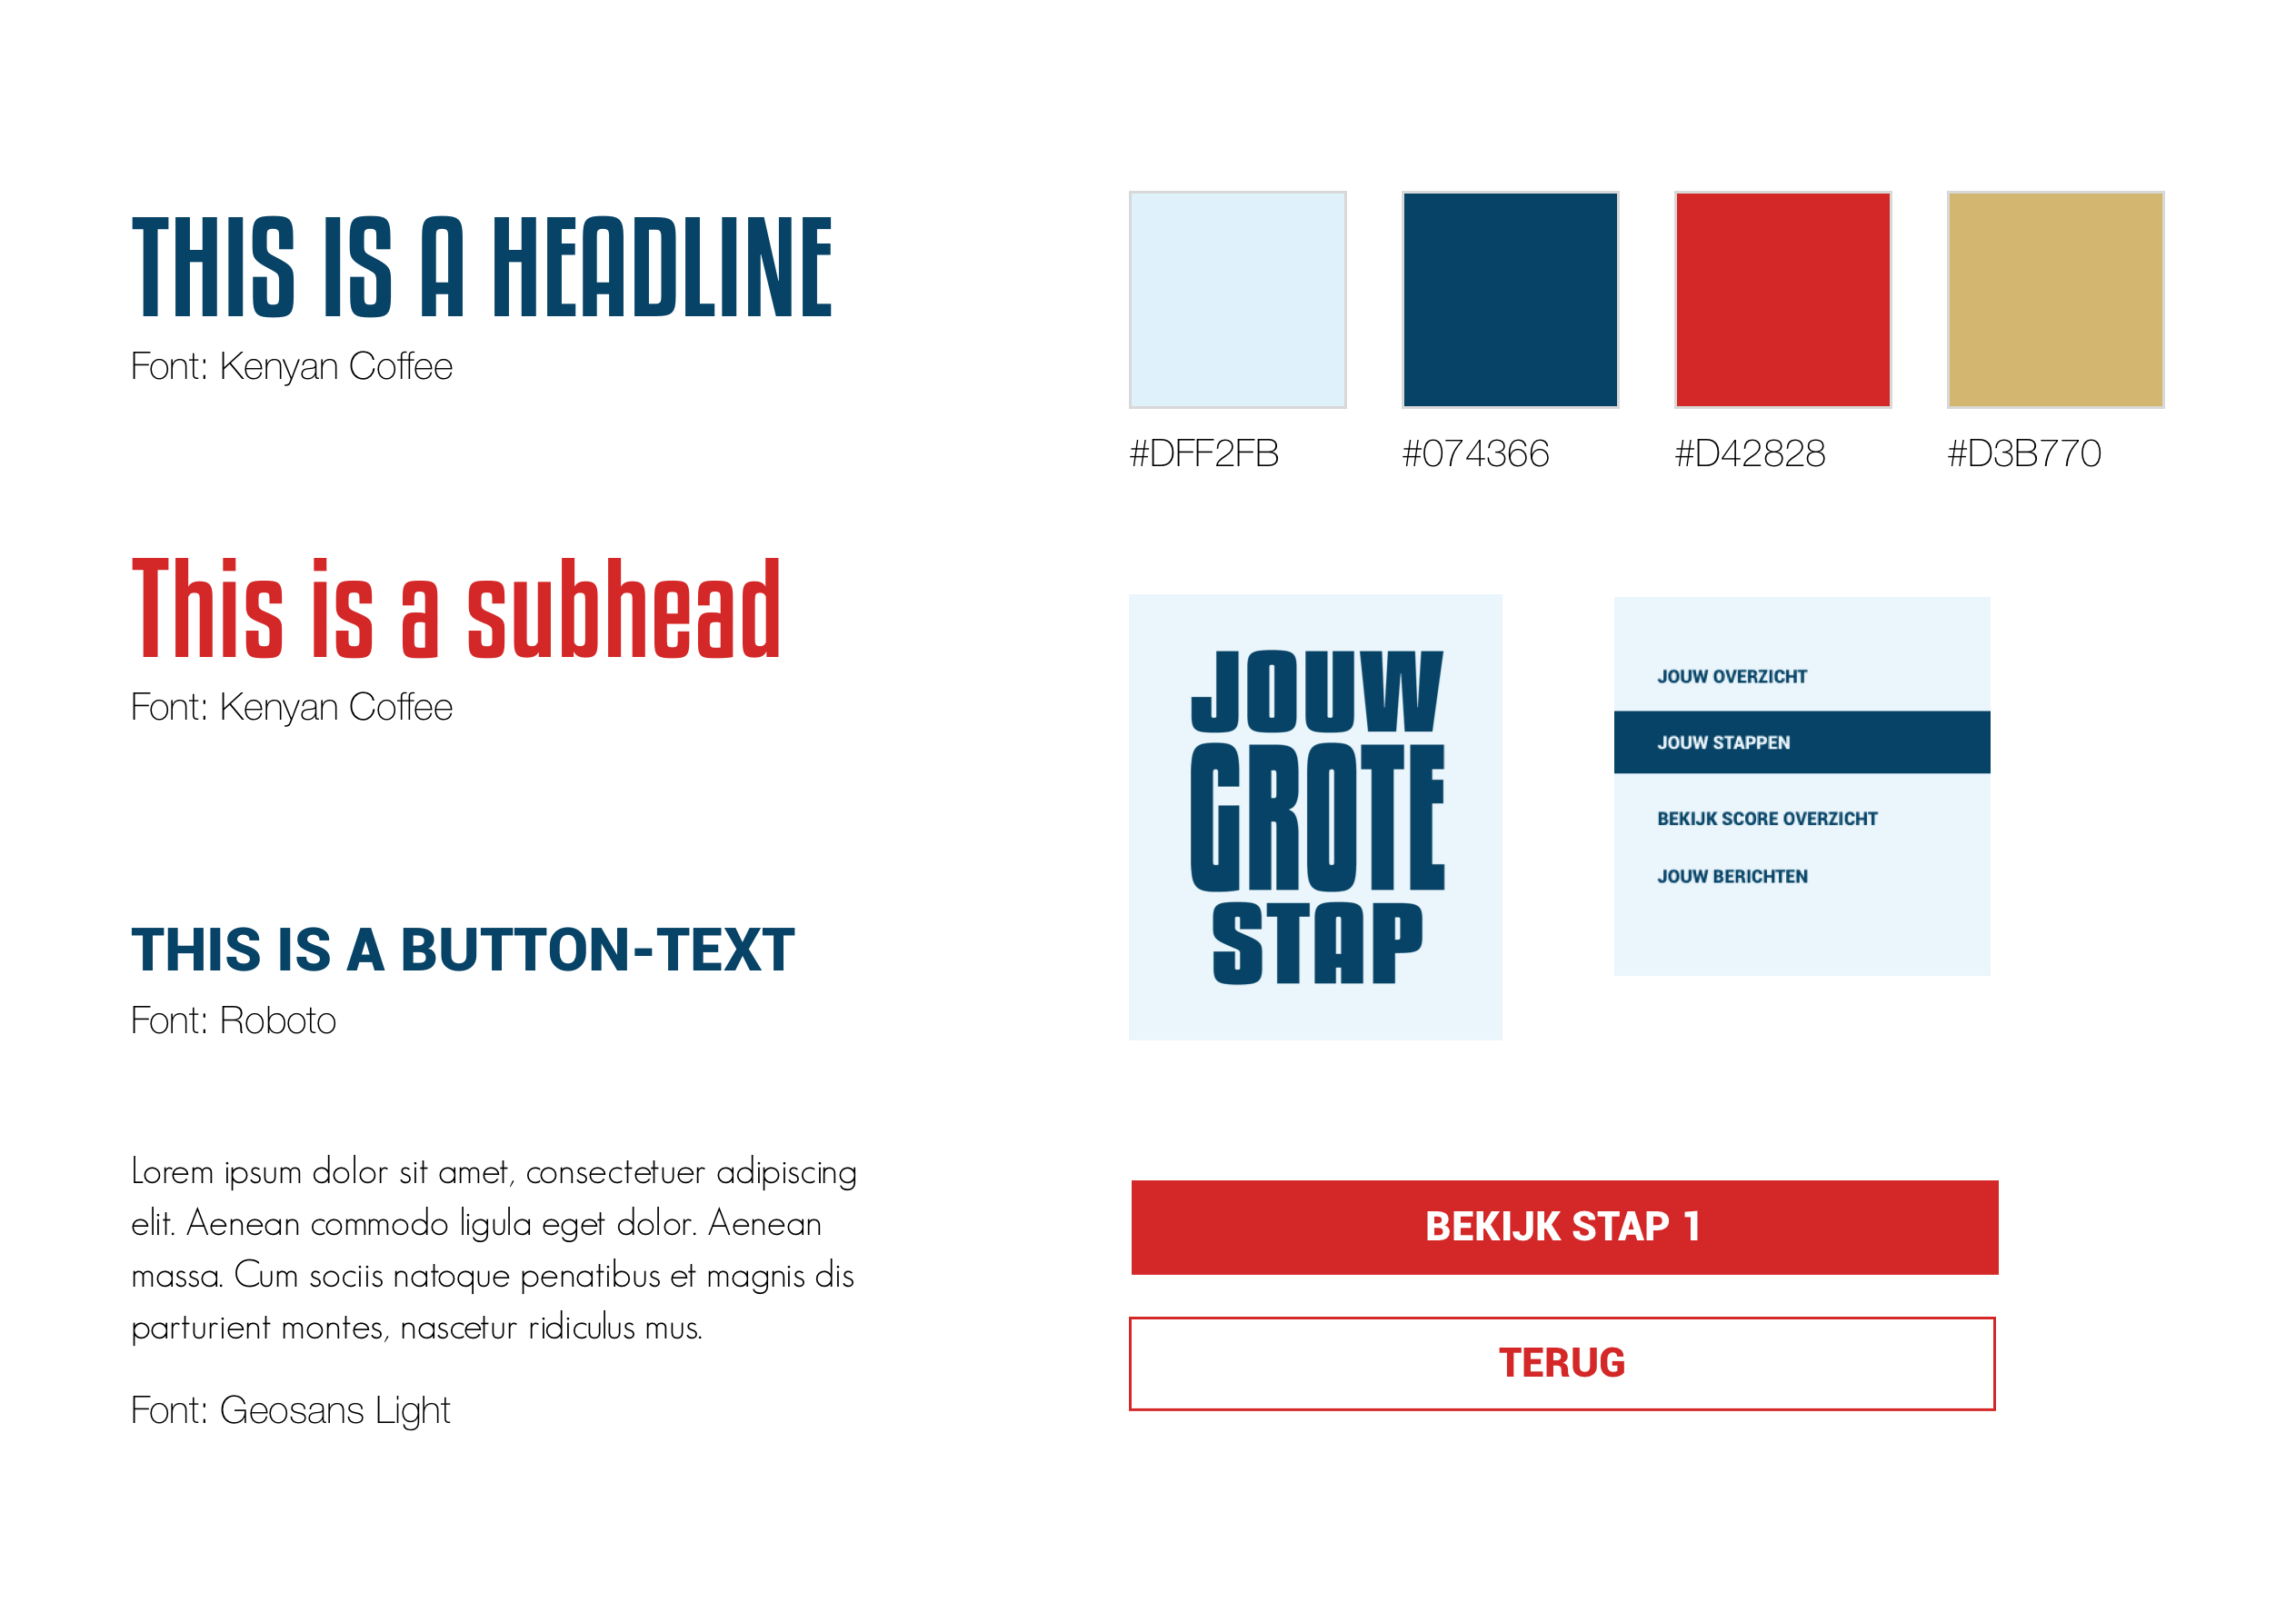 THIS IS A HEADLINE
Font: Kenyan Coffee
This is a subhead
Font: Kenyan Coffee
THIS IS A BUTTON-TEXT
Font: Roboto
Lorem ipsum dolor sit amet, consectetuer adipiscing
elit. Aenean commodo ligula eget dolor. Aenean
massa. Cum sociis natoque penatibus et magnis dis
parturient montes, nascetur ridiculus mus.
Font: Geosans Light
#DFF2FB
#074366
#D42828
#D3B770
JOUW
GROTE
STAP
JOUW OVERZICHT
JOUW STAPPEN
BEKIJK SCORE OVERZICHT
JOUW BERICHTEN
BEKIJK STAP 1
TERUG